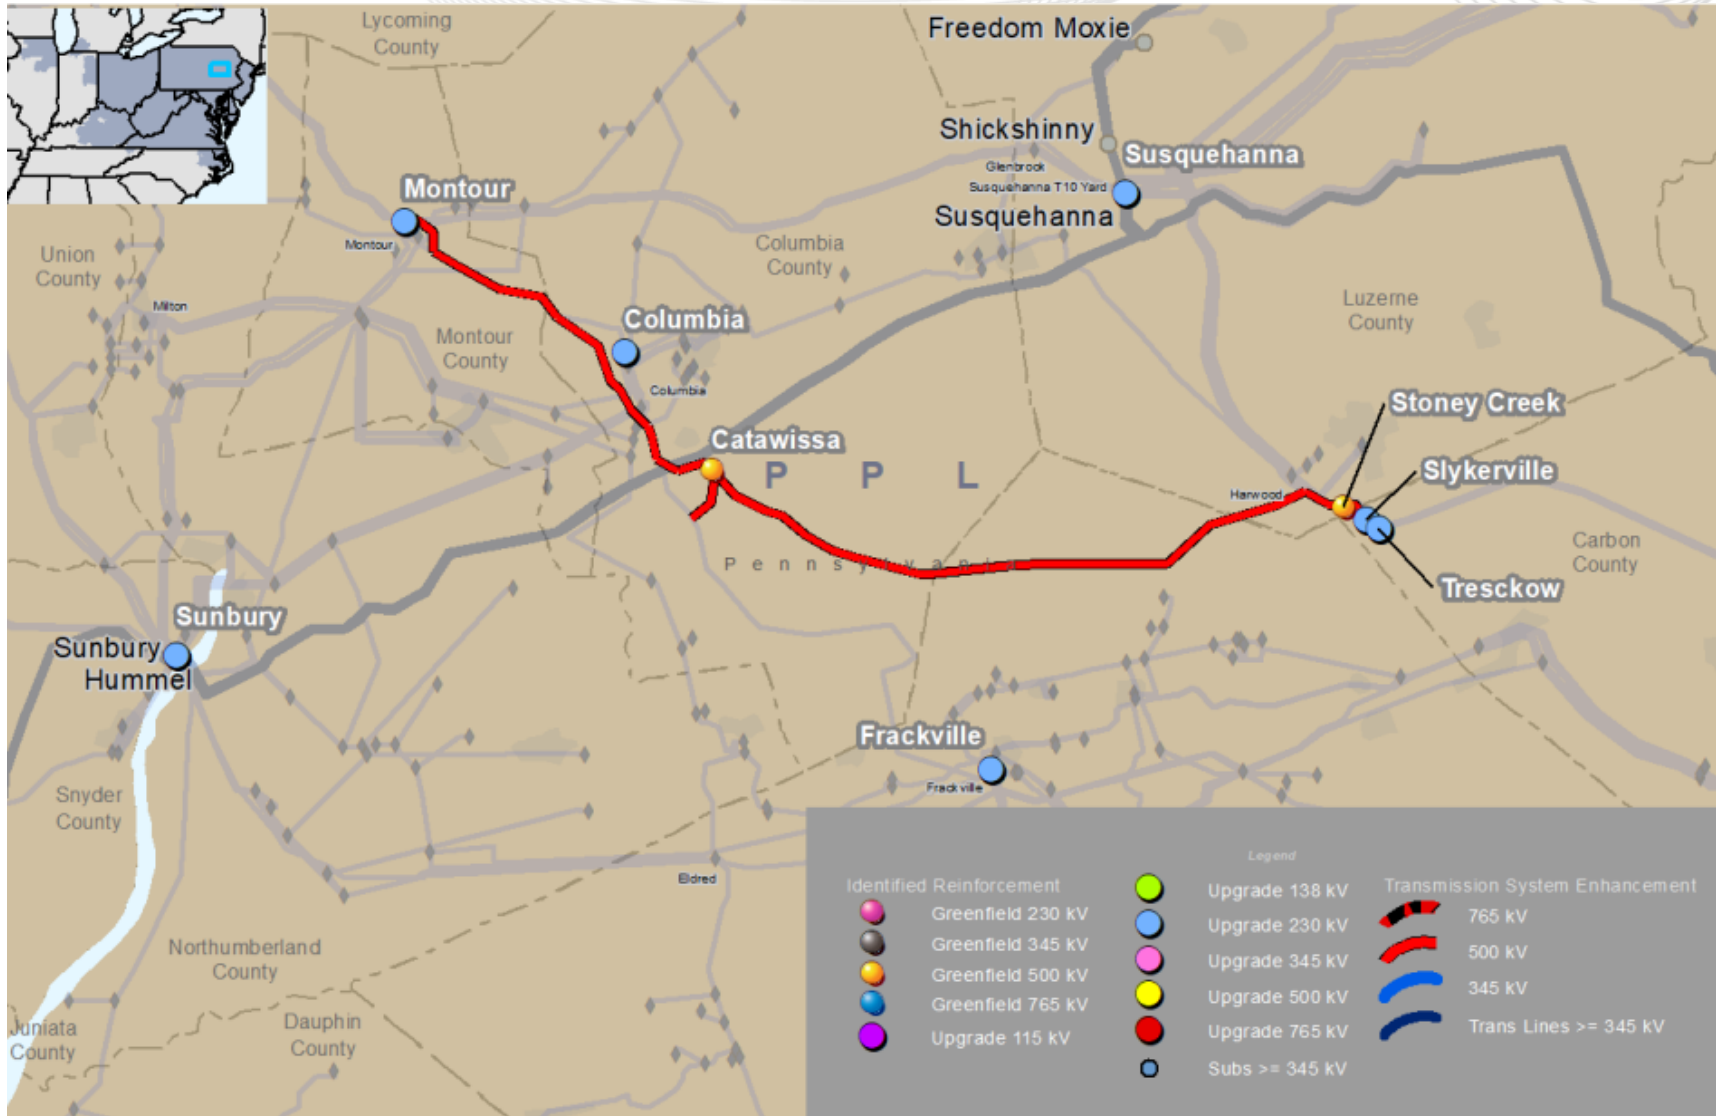 Lycoming
County
Freedom Moxie
Shickshinny
Susquehanna
Glenbrook
Susquehanna T10 Yard
Susquehanna
Montour
Montour
Union
County
Columbia
County
Milton
Luzerne
County
Columbia
Montour
County
Columbia
Stoney Creek
Catawissa
P P L
Slykerville
Harwood
Carbon
County
Pennsylvania
Tresckow
Sunbury
Sunbury
Hummel
Frackville
Frackville
Snyder
County
Eldred
Northumberland
County
Juniata
County
Dauphin
County
Legend
Identified Reinforcement
Greenfield 230 kV
Greenfield 345 kV
Greenfield 500 kV
Greenfield 765 kV
Upgrade 115 kV
Upgrade 138 kV
Upgrade 230 kV
Upgrade 345 kV
Upgrade 500 kV
Upgrade 765 kV
Subs >= 345 kV
Transmission System Enhancement
765 kV
500 kV
345 kV
Trans Lines >= 345 kV